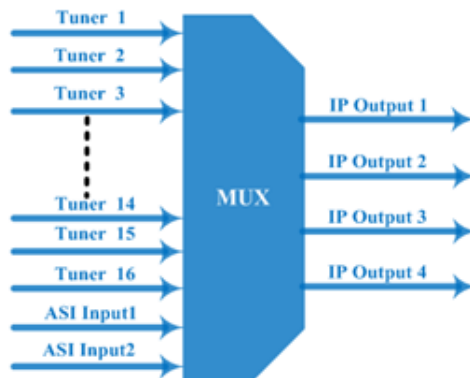 Tuner 1
Tuner 2
Tuner 3
Tuner 14
Tuner 15
Tuner 16
ASI Input1
ASI Input2
MUX
IP Output 1
IP Output 2
IP Output 3
IP Output 4